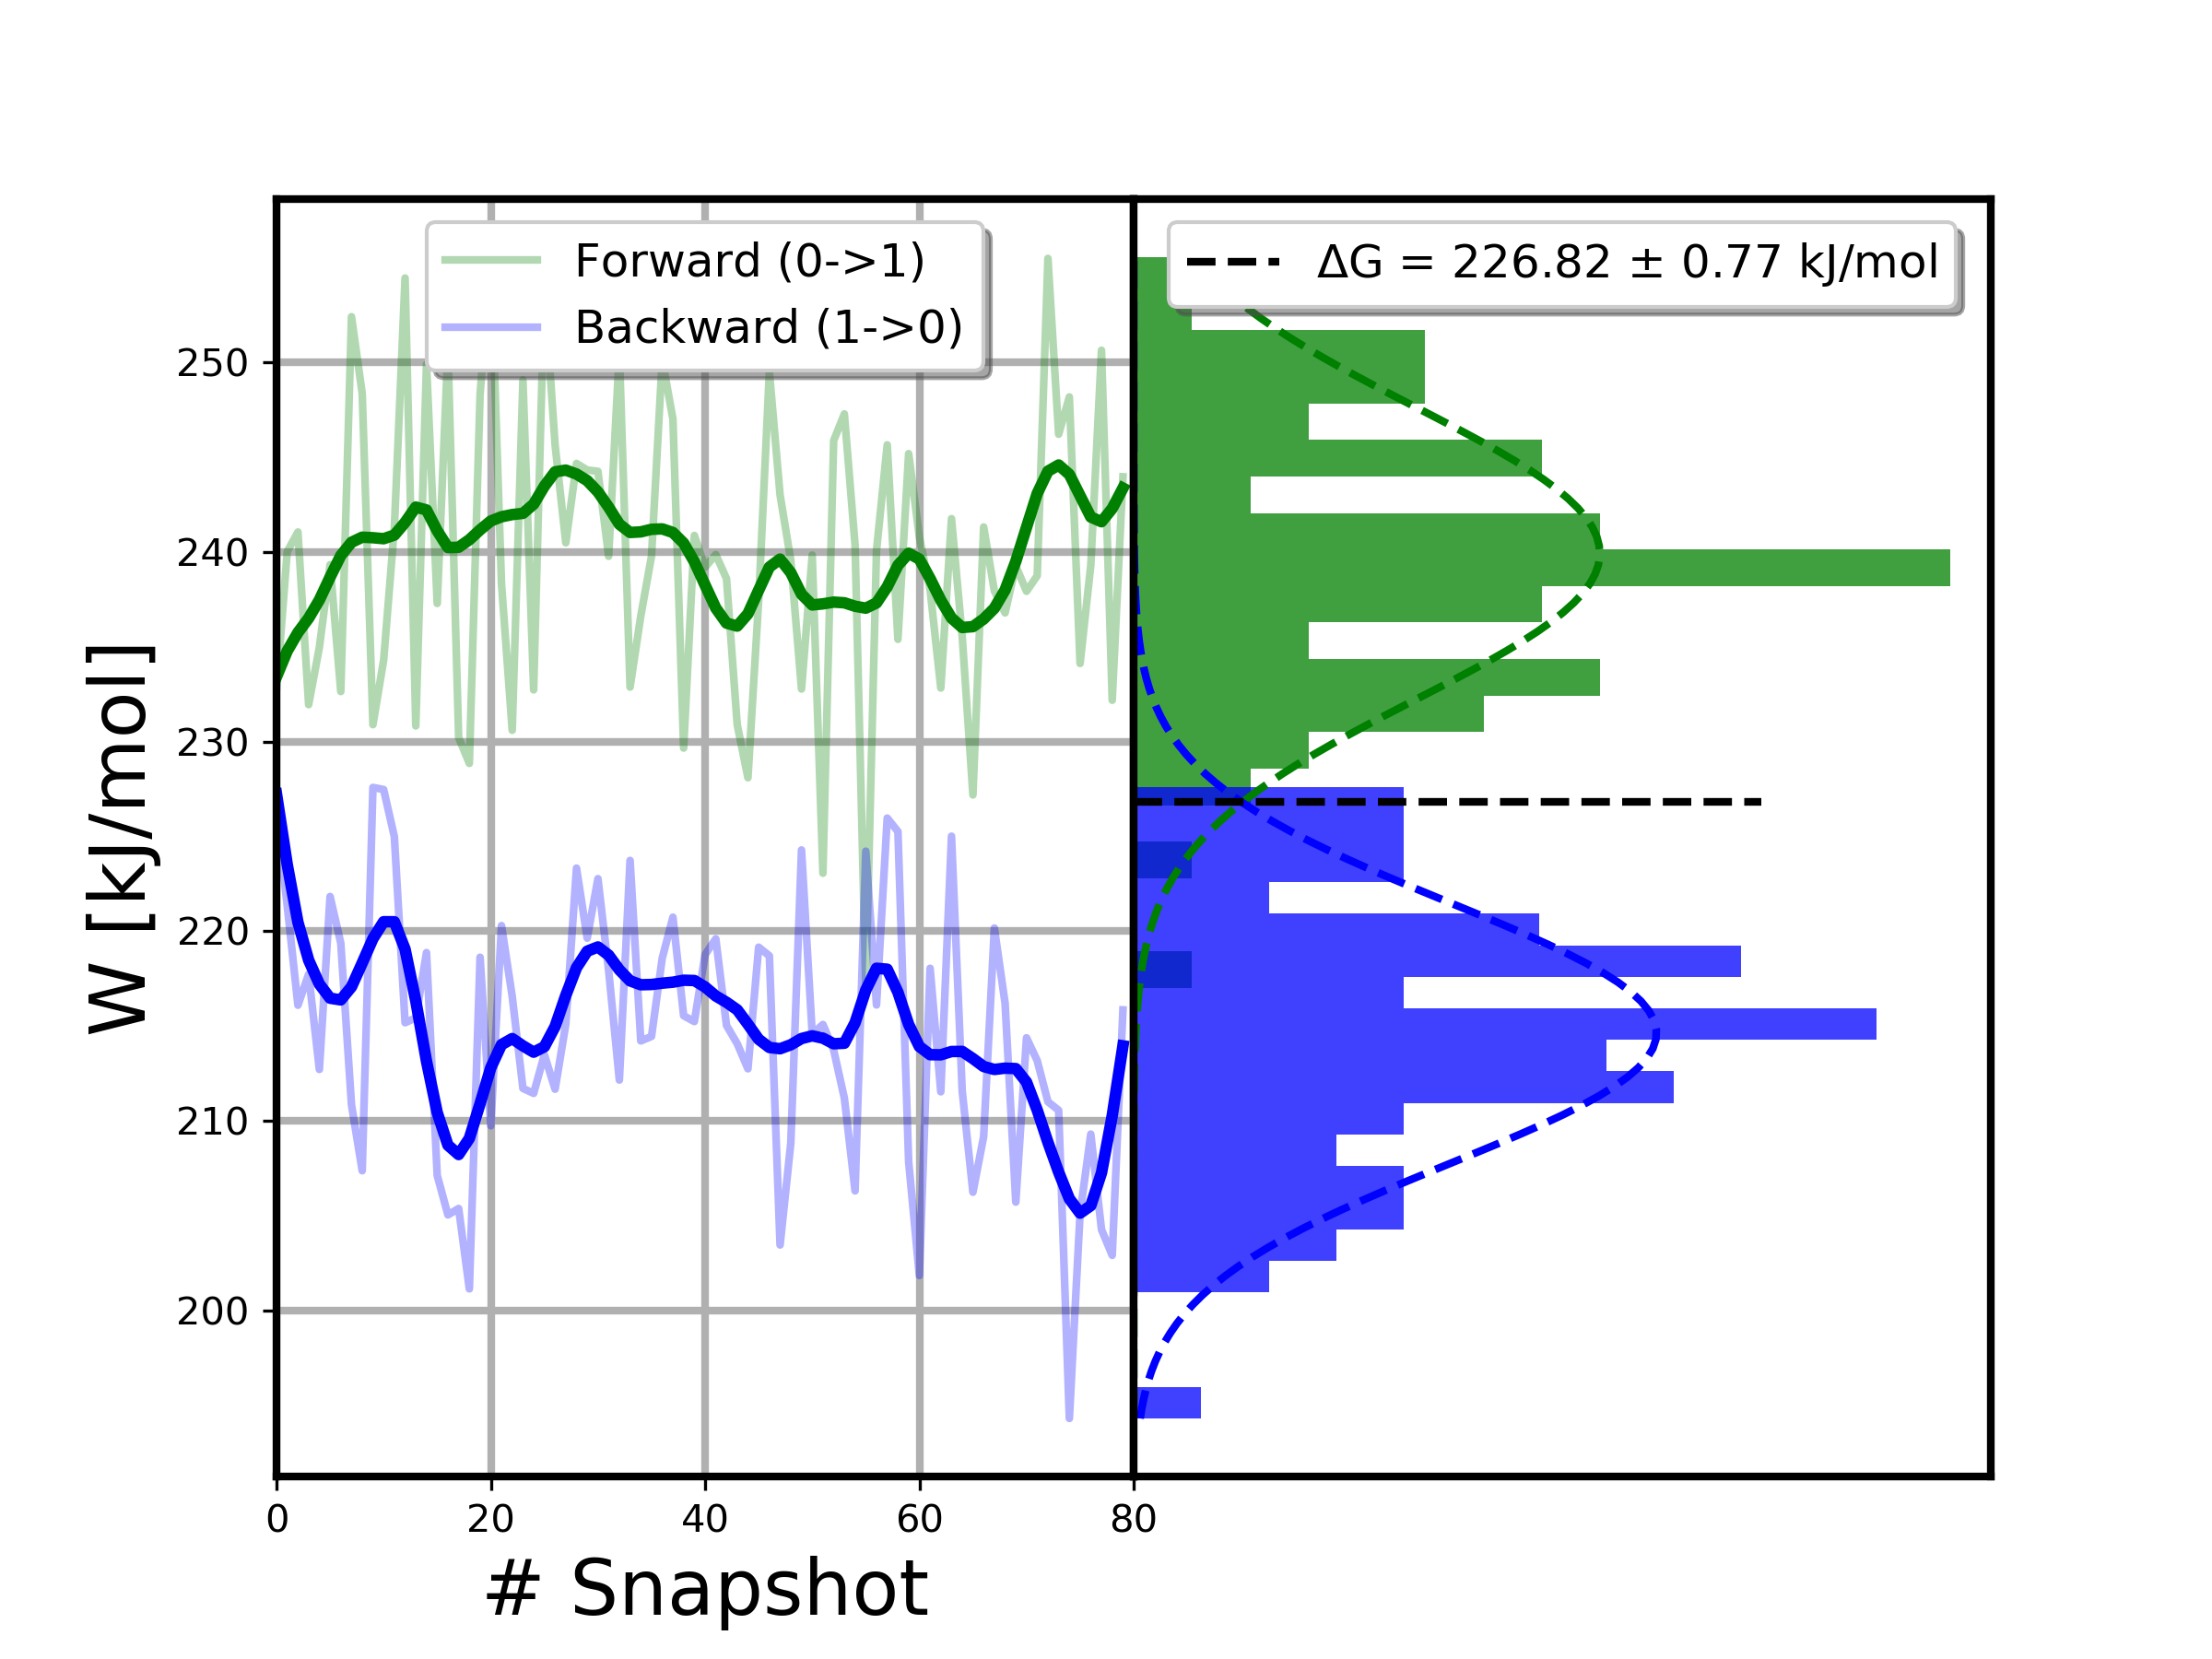 Forward (0->1)
Backward (1->0)
ΔG = 226.82 ± 0.77 kJ/mol
W [kJ/mol]
250
240
230
220
210
200
0 20 40 60 80
# Snapshot